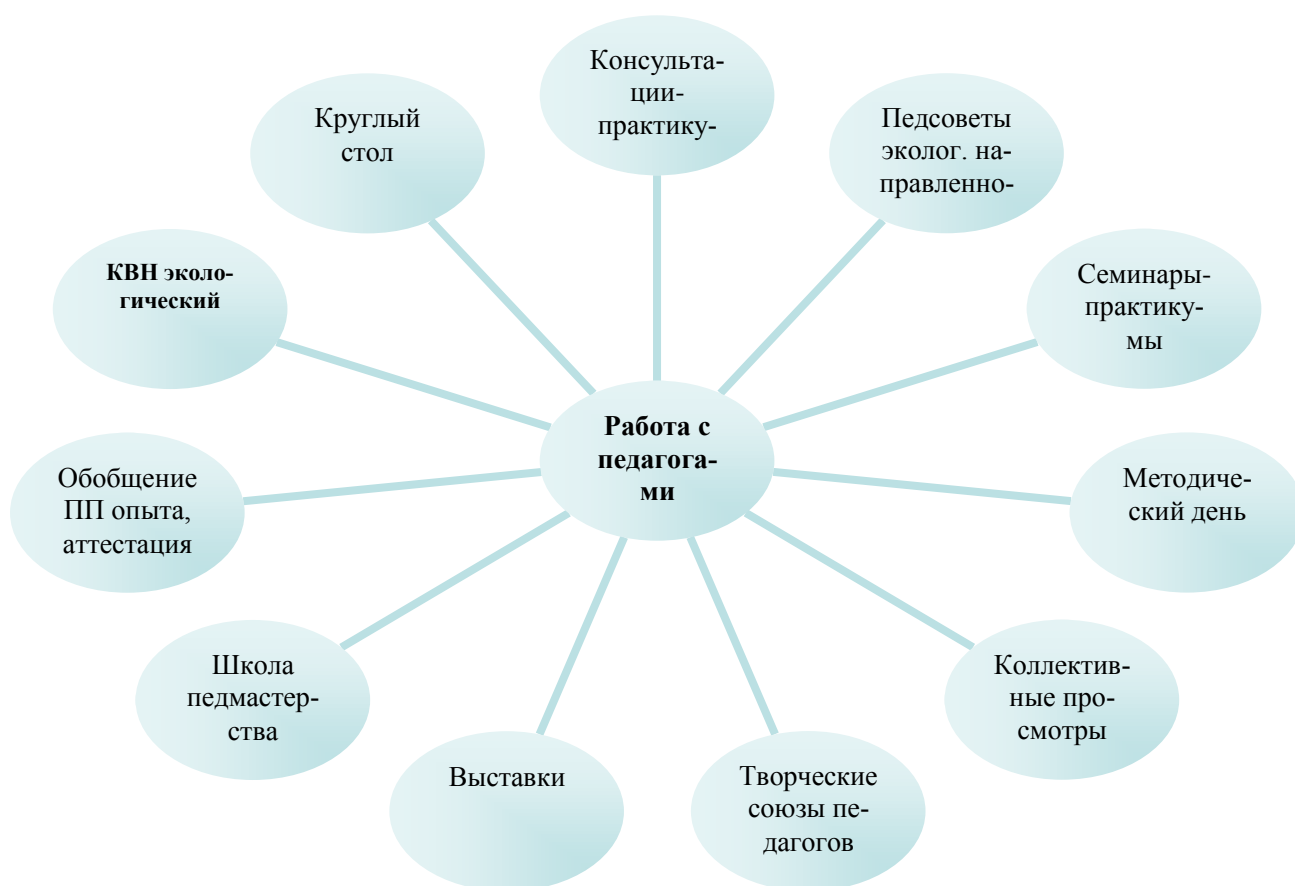 Консульта-
ции-
практику-
Круглый
стол
Педсоветы
эколог. на-
правленно-
КВН эколо-
гический
Семинары-
практику-
мы
Работа с
педагога-
ми
Обобщение
ПП опыта,
аттестация
Методиче-
ский день
Школа
педмастер-
ства
Коллектив-
ные про-
смотры
Выставки
Творческие
союзы пе-
дагогов